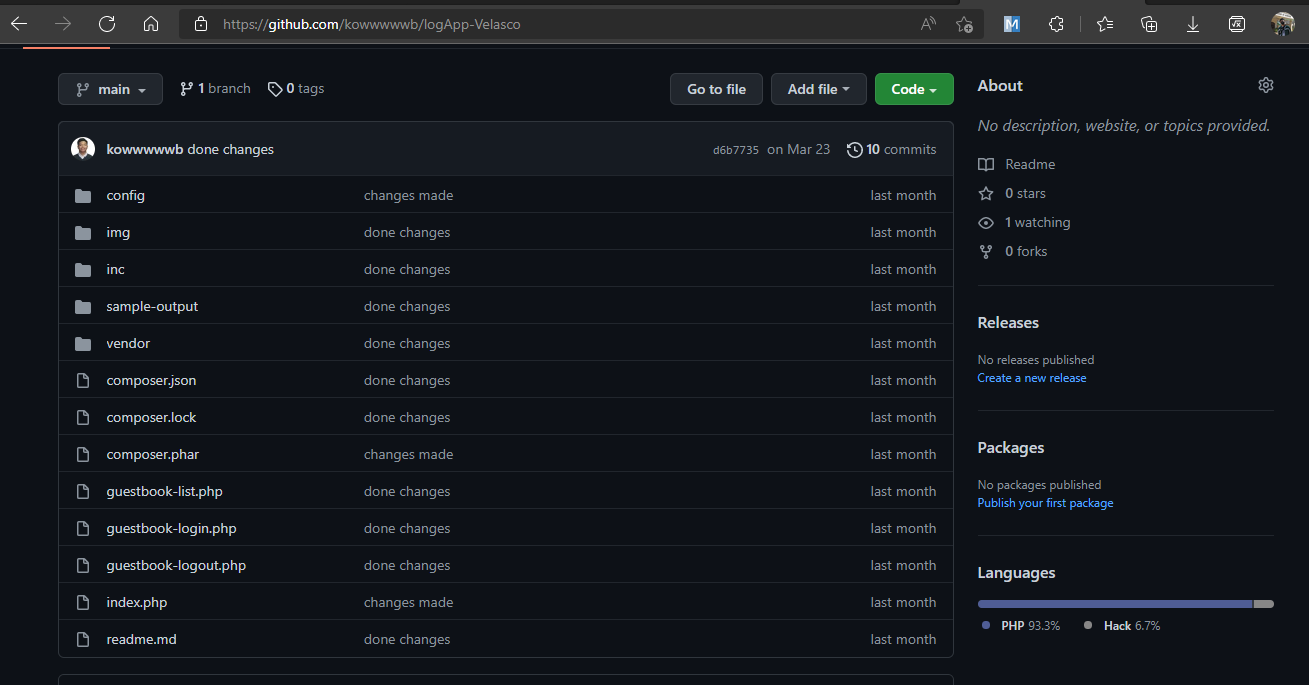 https://github.com/kowwwwwb/logApp-Velasco
main 1 branch 0 tags Go to file Add file Code
kowwwwwb done changes d6b7735 on Mar 23 10 commits
config changes made last month
img done changes last month
inc done changes last month
sample-output done changes last month
vendor done changes last month
composer.json done changes last month
composer.lock done changes last month
composer.phar changes made last month
guestbook-list.php done changes last month
guestbook-login.php done changes last month
guestbook-logout.php done changes last month
index.php changes made last month
readme.md done changes last month
About
No description, website, or topics provided.
Readme
0 stars
1 watching
0 forks
Releases
No releases published
Create a new release
Packages
No packages published
Publish your first package
Languages
PHP 93.3% Hack 6.7%